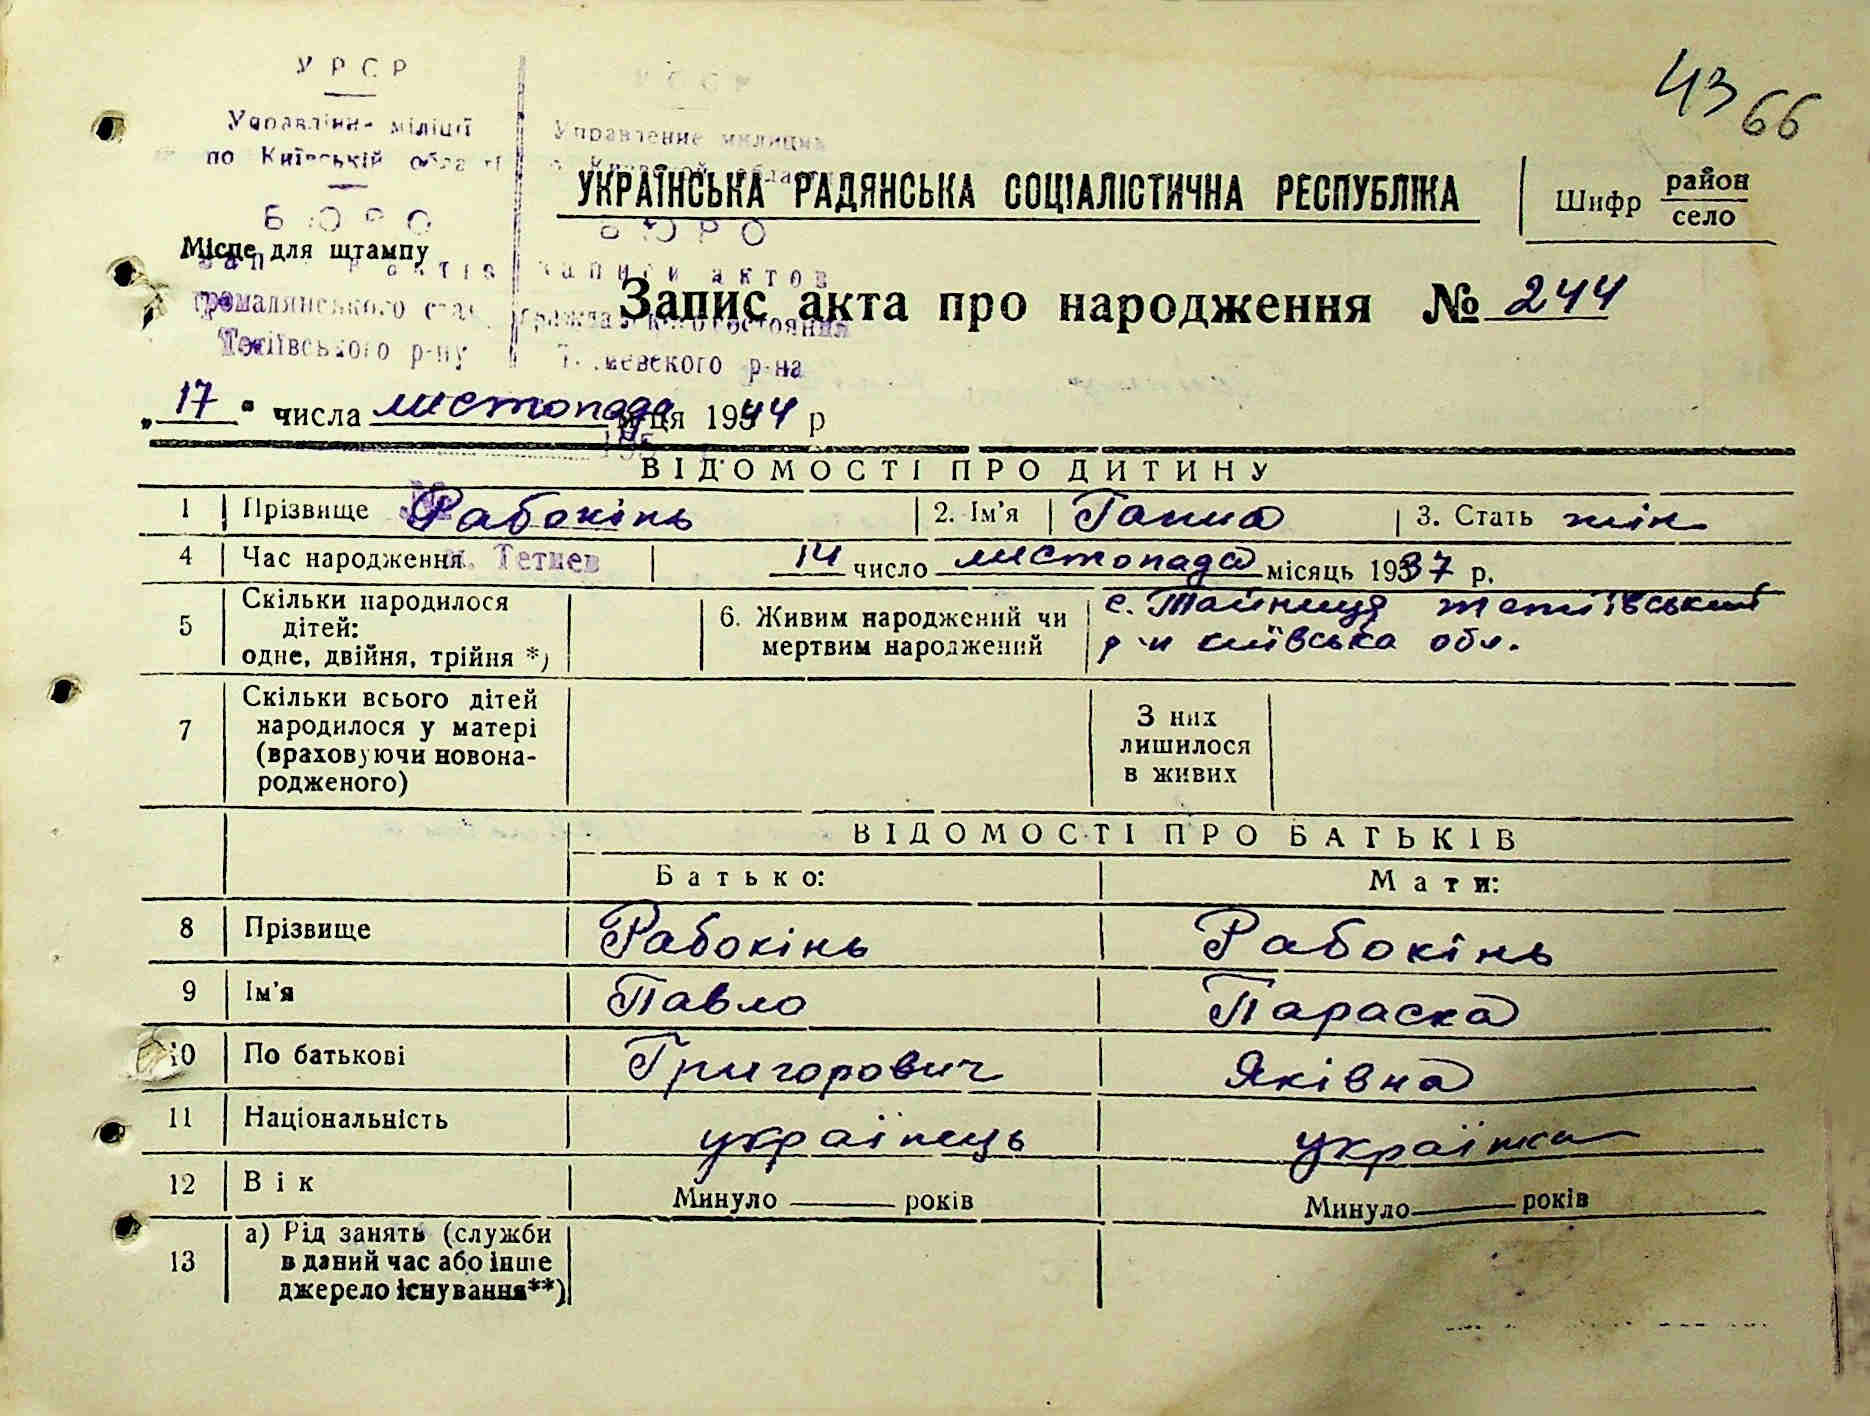 43 66
УРСР
Управління міліції
по Київській області
БЮРО
Місце для штампу
громадянського
Тетіївського р-ну
УССР
Управление милиции
БЮРО
записи актов
гражданского состояния
р-на
УКРАЇНСЬКА РАДЯНСЬКА СОЦІАЛІСТИЧНА РЕСПУБЛІКА
Шифр район
село
Запис акта про народження № 244
„17“ числа листопада м-ця 1944 р
195
ВІДОМОСТІ ПРО ДИТИНУ
1 Прізвище Рабокінь 2. Ім’я Ганна 3. Стать жін
4 Час народження. Тетиев 14 число листопада місяць 1937 р.
5 Скільки народилося
дітей:
одне, двійня, трійня *)
6. Живим народжений чи
мертвим народжений
с. Тайниця тетіївський
р-н київська обл.
7 Скільки всього дітей
народилося у матері
(враховуючи новона-
родженого)
З них
лишилося
в живих
ВІДОМОСТІ ПРО БАТЬКІВ
Батько: Мати:
8 Прізвище Рабокінь Рабокінь
9 Ім’я Павло Параска
10 По батькові Григорович Яківна
11 Національність українець українка
12 Вік Минуло років Минуло років
13 а) Рід занять (служби
в даний час або інше
джерело існування**)